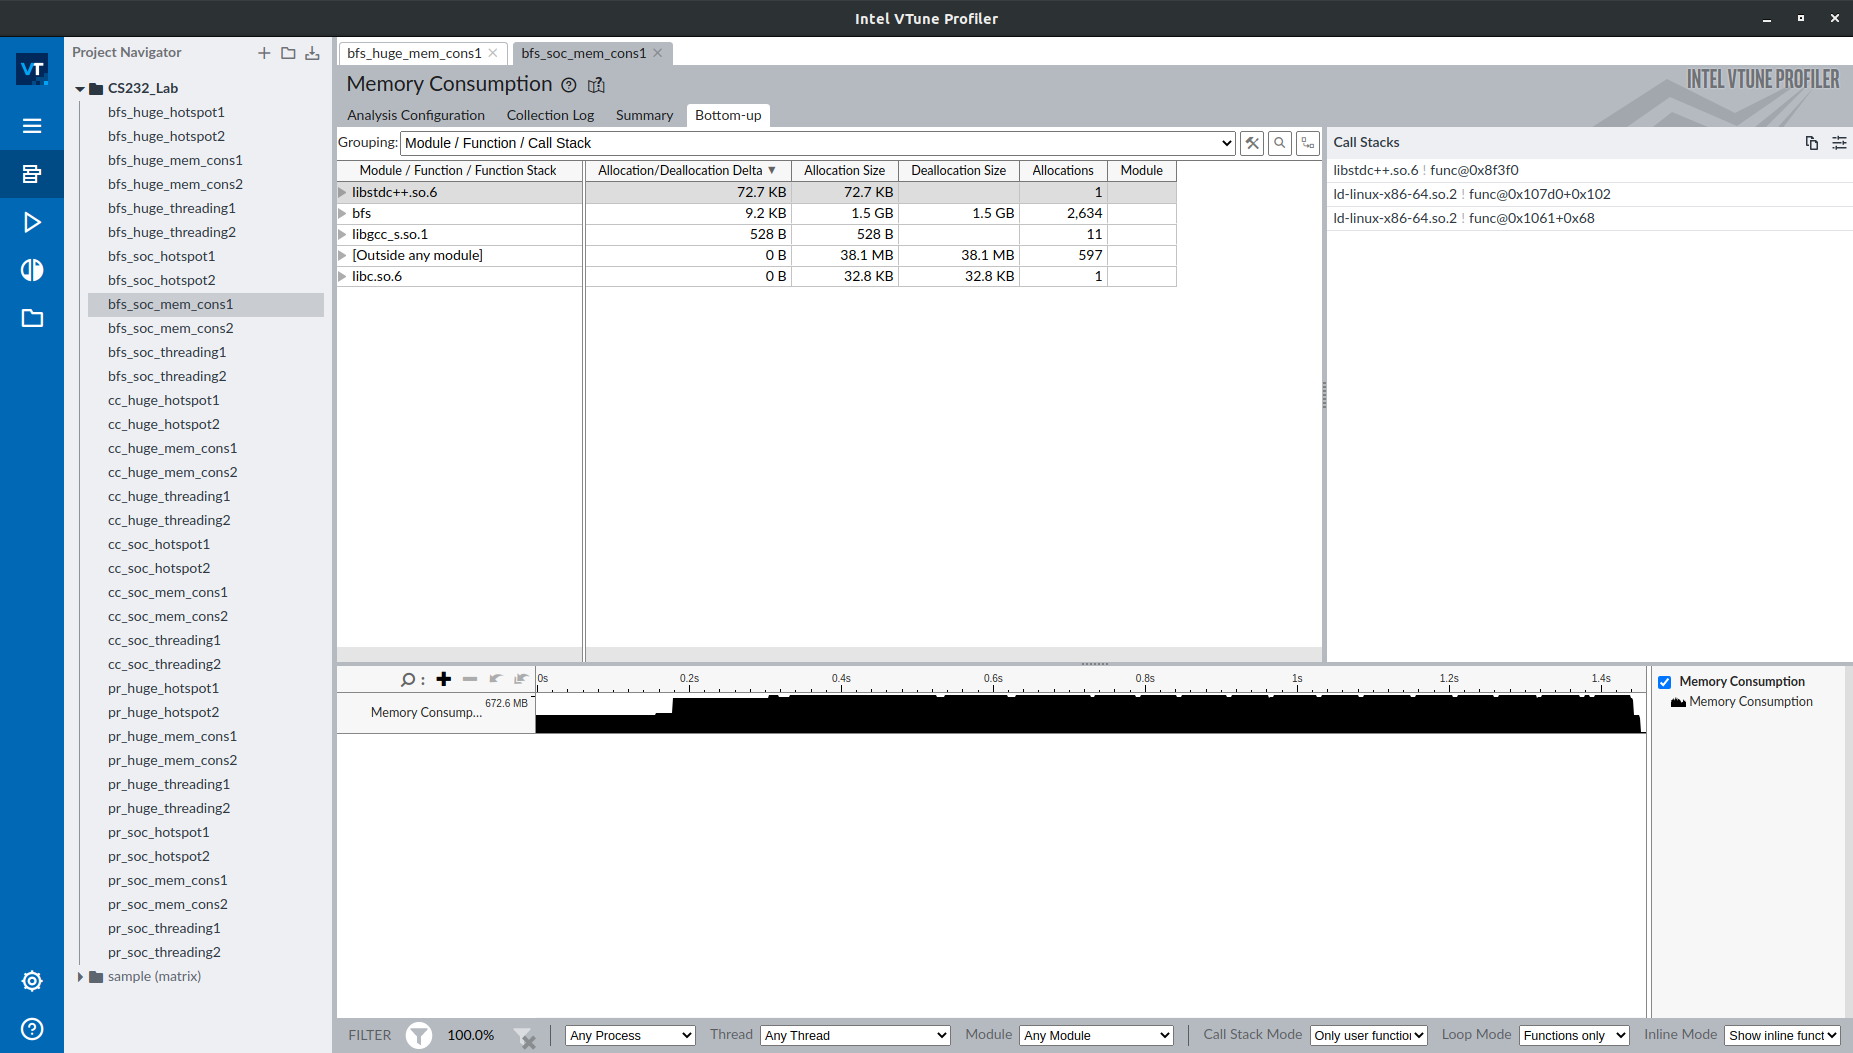 Intel VTune Profiler
VT
Project Navigator
CS232_Lab
bfs_huge_hotspot1
bfs_huge_hotspot2
bfs_huge_mem_cons1
bfs_huge_mem_cons2
bfs_huge_threading1
bfs_huge_threading2
bfs_soc_hotspot1
bfs_soc_hotspot2
bfs_soc_mem_cons1
bfs_soc_mem_cons2
bfs_soc_threading1
bfs_soc_threading2
cc_huge_hotspot1
cc_huge_hotspot2
cc_huge_mem_cons1
cc_huge_mem_cons2
cc_huge_threading1
cc_huge_threading2
cc_soc_hotspot1
cc_soc_hotspot2
cc_soc_mem_cons1
cc_soc_mem_cons2
cc_soc_threading1
cc_soc_threading2
pr_huge_hotspot1
pr_huge_hotspot2
pr_huge_mem_cons1
pr_huge_mem_cons2
pr_huge_threading1
pr_huge_threading2
pr_soc_hotspot1
pr_soc_hotspot2
pr_soc_mem_cons1
pr_soc_mem_cons2
pr_soc_threading1
pr_soc_threading2
sample (matrix)
bfs_huge_mem_cons1 bfs_soc_mem_cons1
Memory Consumption
INTEL VTUNE PROFILER
Analysis Configuration Collection Log Summary Bottom-up
Grouping: Module / Function / Call Stack
Module / Function / Function Stack Allocation/Deallocation Delta Allocation Size Deallocation Size Allocations Module
libstdc++.so.6 72.7 KB 72.7 KB 1
bfs 9.2 KB 1.5 GB 1.5 GB 2,634
libgcc_s.so.1 528 B 528 B 11
[Outside any module] 0 B 38.1 MB 38.1 MB 597
libc.so.6 0 B 32.8 KB 32.8 KB 1
Call Stacks
libstdc++.so.6 ! func@0x8f3f0
ld-linux-x86-64.so.2 ! func@0x107d0+0x102
ld-linux-x86-64.so.2 ! func@0x1061+0x68
0s 0.2s 0.4s 0.6s 0.8s 1s 1.2s 1.4s
Memory Consump... 672.6 MB
Memory Consumption
Memory Consumption
FILTER 100.0% Any Process Thread Any Thread Module Any Module Call Stack Mode Only user function Loop Mode Functions only Inline Mode Show inline funct